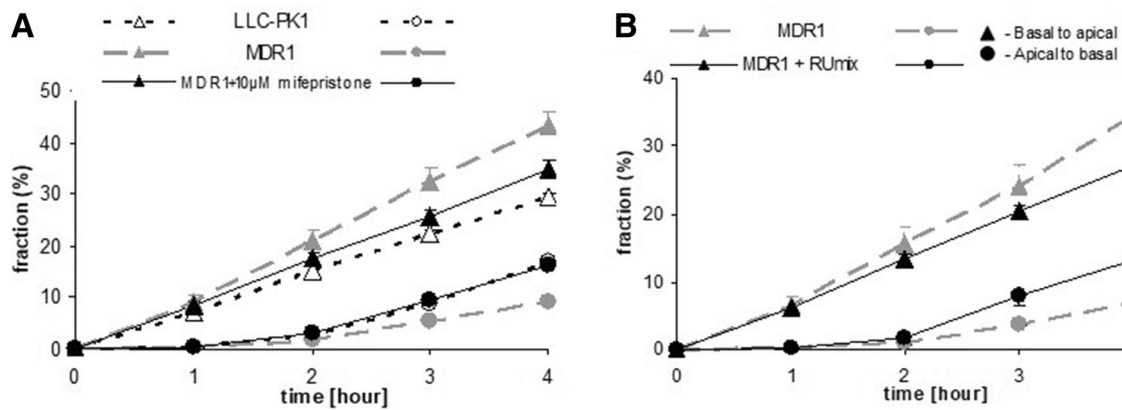 A
LLC-PK1
MDR1
MDR1+10µM mifepristone
fraction (%)
50
40
30
20
10
0
0 1 2 3 4
time [hour]
B
MDR1
MDR1 + RUmix
- Basal to apical
- Apical to basal
fraction (%)
40
30
20
10
0
0 1 2 3
time [hour]